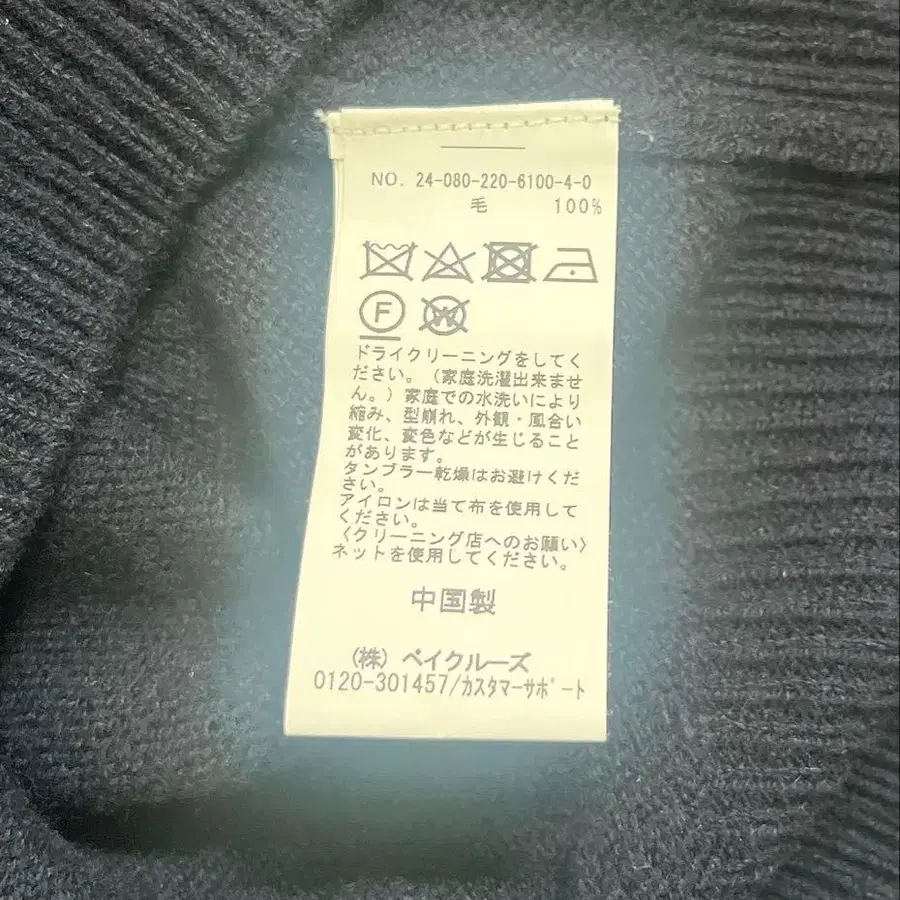 NO. 24-080-220-6100-4-0
毛 100%
F
W
ドライクリーニングをしてく
ださい。（家庭洗濯出来ませ
ん。）家庭での水洗いにより
縮み、型崩れ、外観・風合い
変化、変色などが生じること
があります。
タンブラー乾燥はお避けくだ
さい。
アイロンは当て布を使用して
ください。
〈クリーニング店へのお願い〉
ネットを使用してください。
中国製
（株）ベイクルーズ
0120-301457/カスタマーサポート